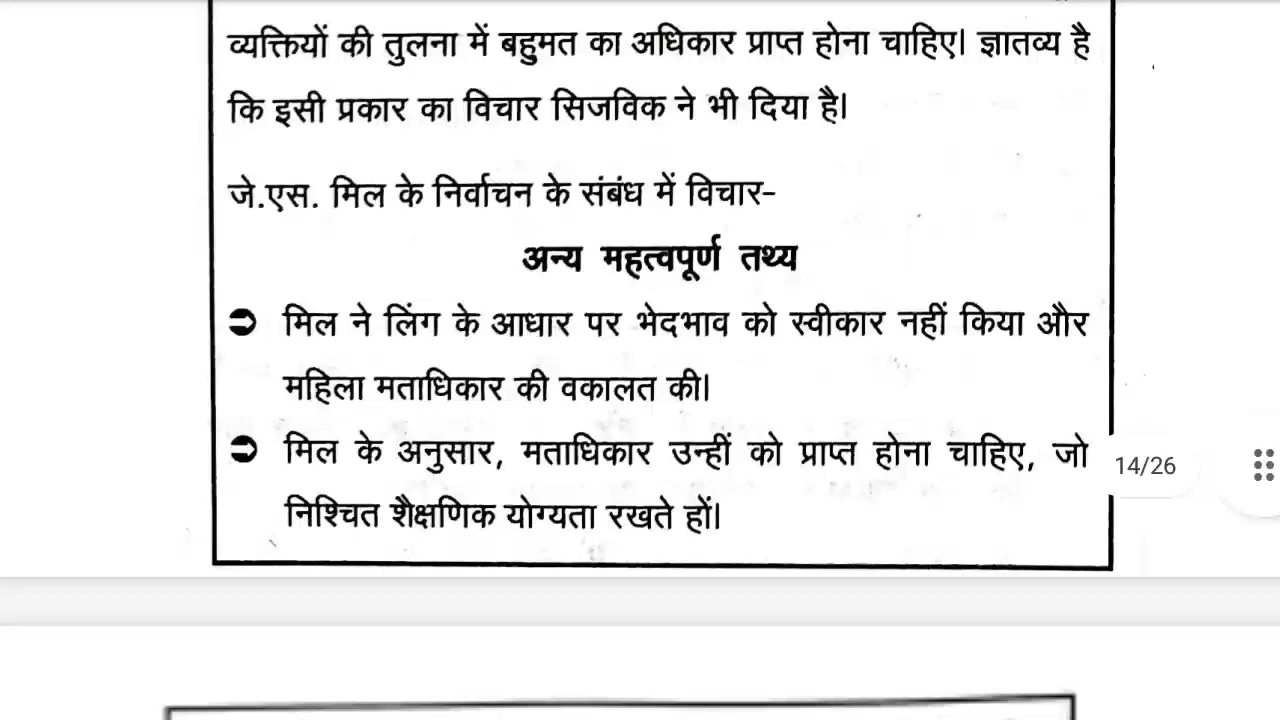 व्यक्तियों की तुलना में बहुमत का अधिकार प्राप्त होना चाहिए। ज्ञातव्य है
कि इसी प्रकार का विचार सिजविक ने भी दिया है।
जे.एस. मिल के निर्वाचन के संबंध में विचार-
अन्य महत्वपूर्ण तथ्य
➲ मिल ने लिंग के आधार पर भेदभाव को स्वीकार नहीं किया और
महिला मताधिकार की वकालत की।
➲ मिल के अनुसार, मताधिकार उन्हीं को प्राप्त होना चाहिए, जो
14/26
निश्चित शैक्षणिक योग्यता रखते हों।